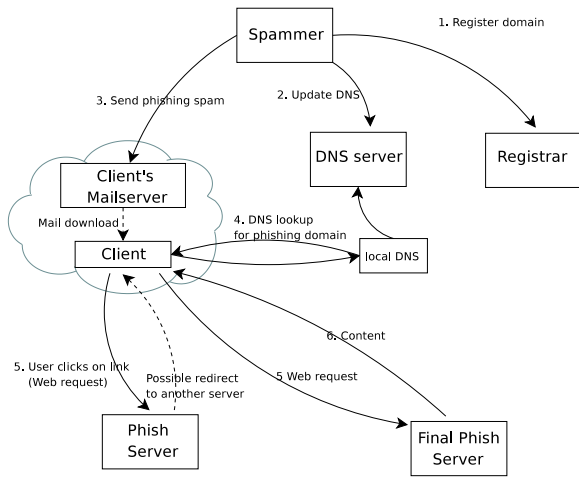 1. Register domain
Spammer
2. Update DNS
3. Send phishing spam
DNS server
Registrar
Client's
Mailserver
Mail download
4. DNS lookup
for phishing domain
Client
local DNS
6. Content
5. User clicks on link
(Web request)
Possible redirect
to another server
5 Web request
Phish
Server
Final Phish
Server